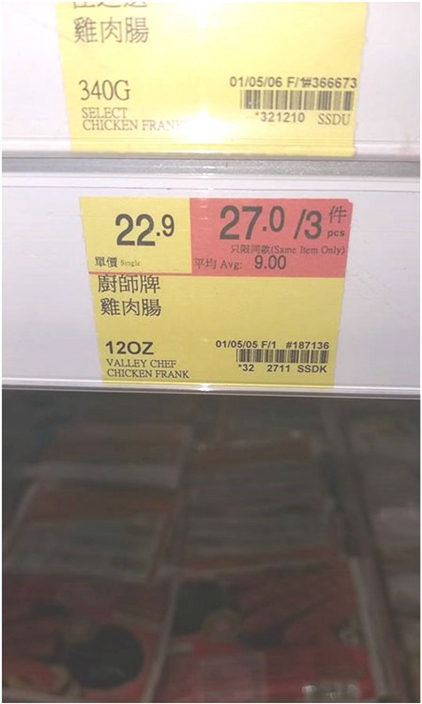 雞肉腸
340G
01/05/06 F/1#366673
SELECT
CHICKEN FRANK
*321210 SSDU
22.9
27.0 /3 件
pcs
只限同款(Same Item Only)
單價 Single
平均 Avg: 9.00
廚師牌
雞肉腸
12OZ
01/05/05 F/1 #187136
VALLEY CHEF
CHICKEN FRANK
*32 2711 SSDK